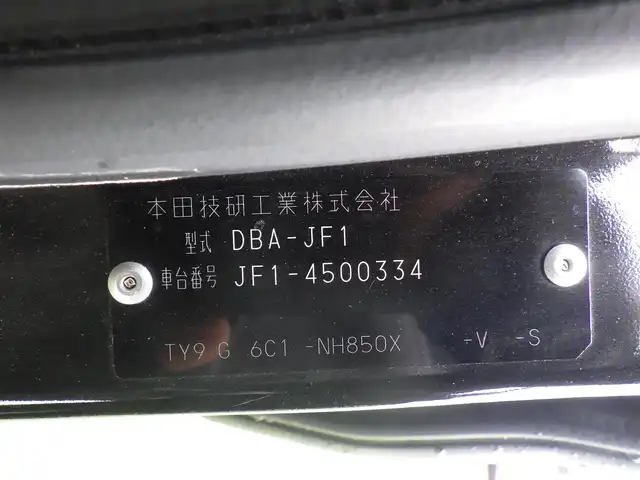 本田技研工業株式会社
型式 DBA-JF1
車台番号 JF1-4500334
TY9 G 6C1 -NH850X -V -S